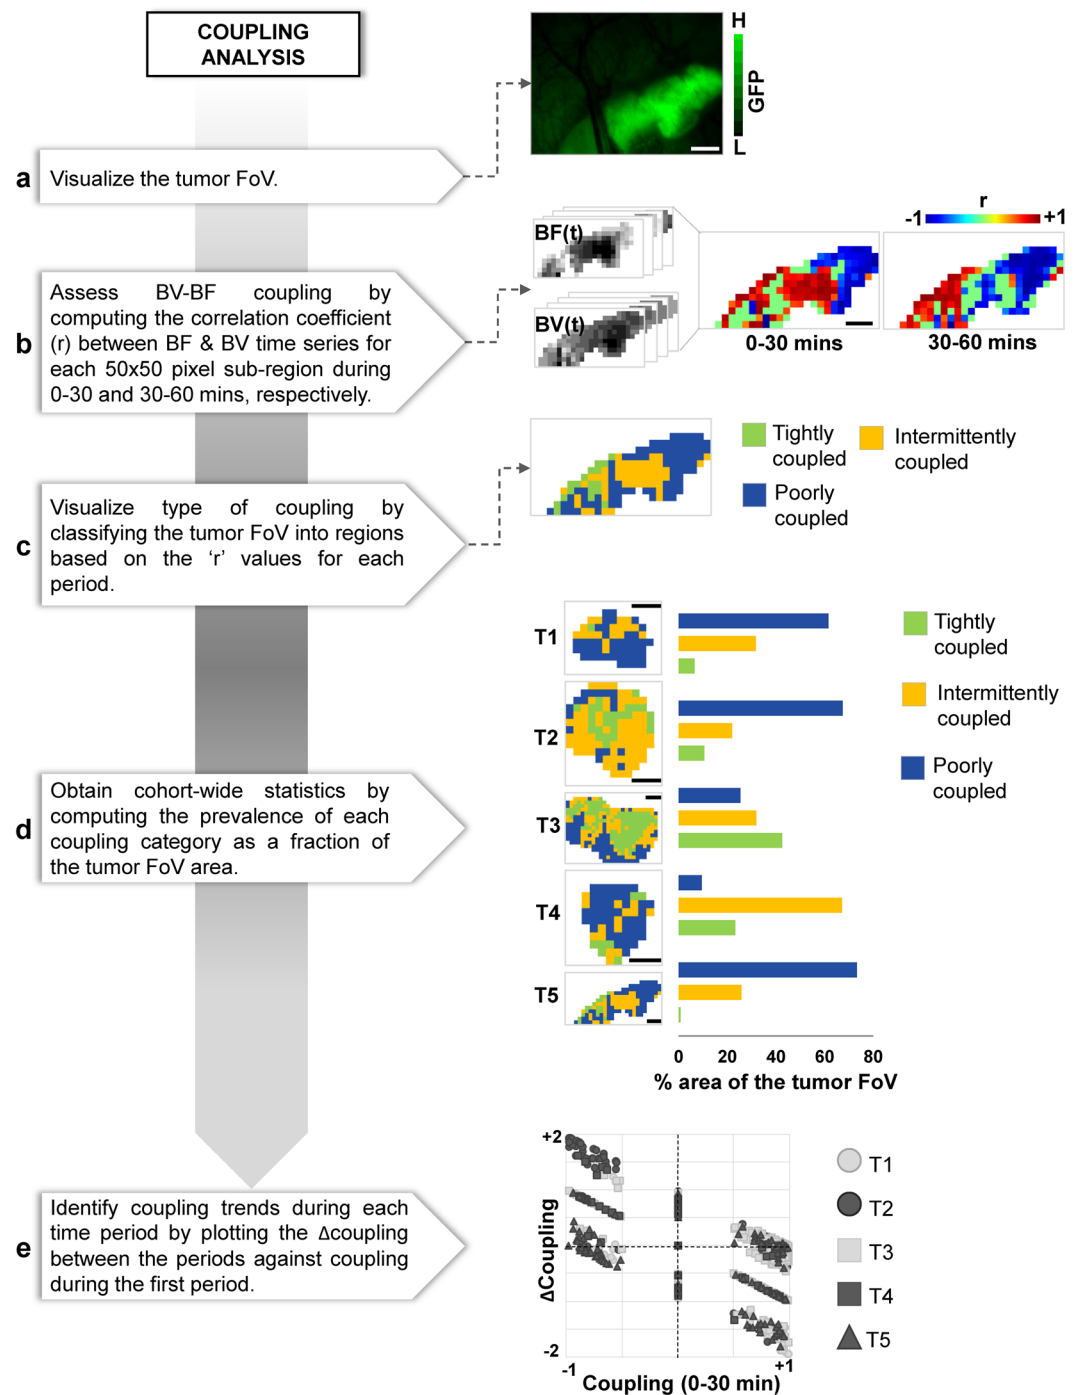 COUPLING
ANALYSIS
H
GFP
L
a
Visualize the tumor FoV.
b
Assess BV-BF coupling by
computing the correlation coefficient
(r) between BF & BV time series for
each 50x50 pixel sub-region during
0-30 and 30-60 mins, respectively.
BF(t)
BV(t)
r
-1
+1
0-30 mins
30-60 mins
c
Visualize type of coupling by
classifying the tumor FoV into regions
based on the ‘r’ values for each
period.
Tightly
coupled
Intermittently
coupled
Poorly
coupled
d
Obtain cohort-wide statistics by
computing the prevalence of each
coupling category as a fraction of
the tumor FoV area.
T1
T2
T3
T4
T5
0 20 40 60 80
% area of the tumor FoV
Tightly
coupled
Intermittently
coupled
Poorly
coupled
e
Identify coupling trends during each
time period by plotting the Δcoupling
between the periods against coupling
during the first period.
+2
ΔCoupling
-2
-1
+1
Coupling (0-30 min)
T1
T2
T3
T4
T5